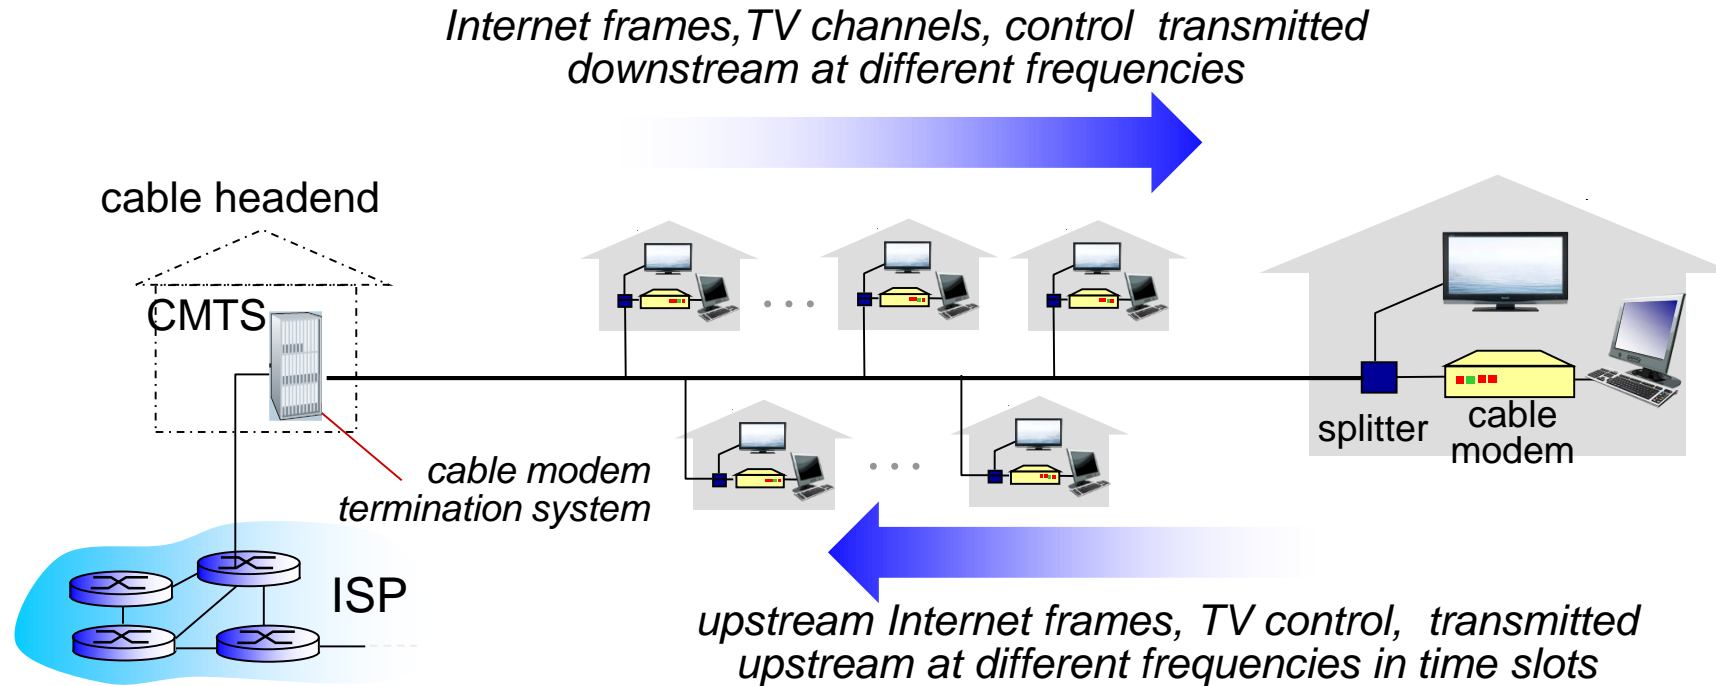 Internet frames,TV channels, control  transmitted
downstream at different frequencies
cable headend
CMTS
splitter
cable
modem
cable modem
termination system
ISP
upstream Internet frames, TV control,  transmitted
upstream at different frequencies in time slots